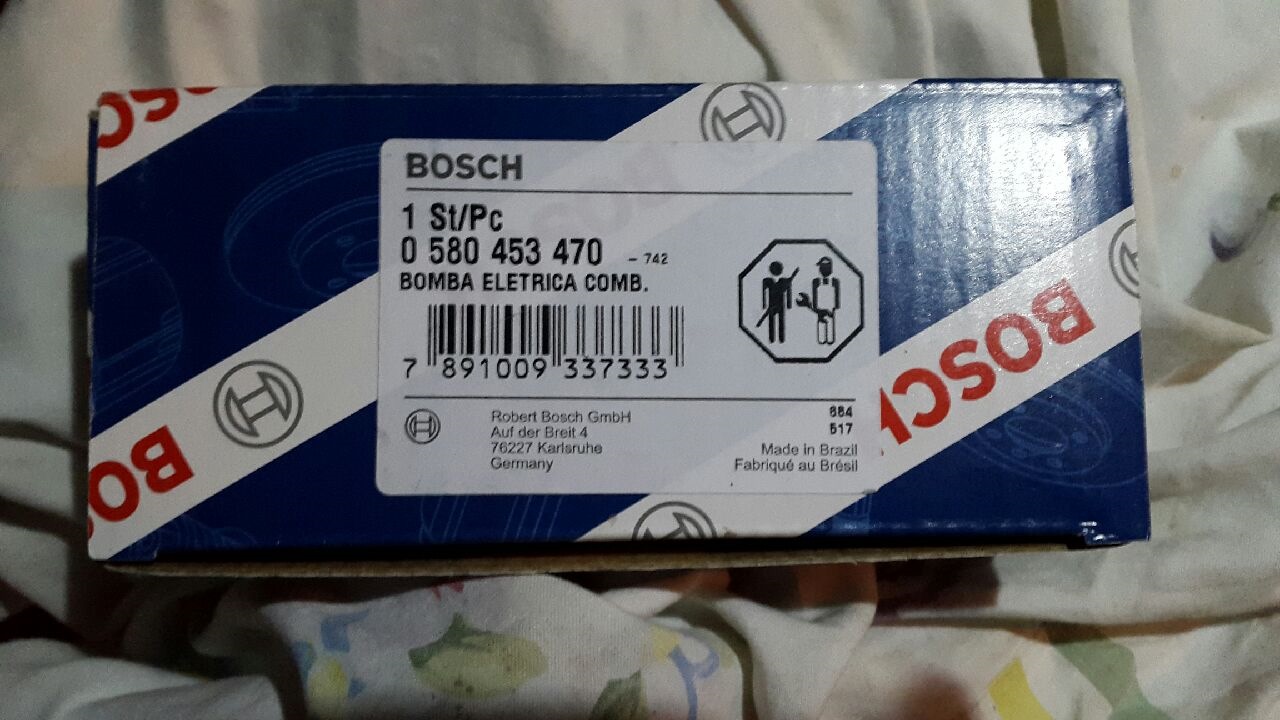 BOSCH
BOSCH
1 St/Pc
0 580 453 470 - 742
BOMBA ELETRICA COMB.
7 891009 337333
Robert Bosch GmbH
Auf der Breit 4
76227 Karlsruhe
Germany
884
517
Made in Brazil
Fabriqué au Brésil
BOSCH
BOSCH